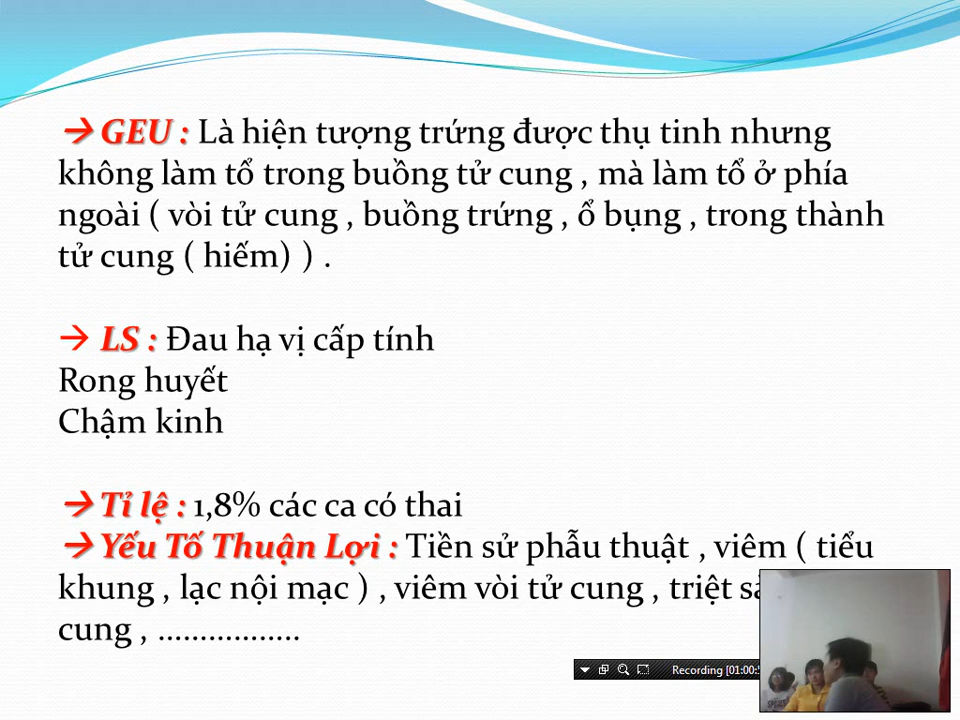 → GEU : Là hiện tượng trứng được thụ tinh nhưng
không làm tổ trong buồng tử cung , mà làm tổ ở phía
ngoài ( vòi tử cung , buồng trứng , ổ bụng , trong thành
tử cung ( hiếm) ) .
→ LS : Đau hạ vị cấp tính
Rong huyết
Chậm kinh
→ Tỉ lệ : 1,8% các ca có thai
→ Yếu Tố Thuận Lợi : Tiền sử phẫu thuật , viêm ( tiểu
khung , lạc nội mạc ) , viêm vòi tử cung , triệt
cung , .................
Recording [01:00: